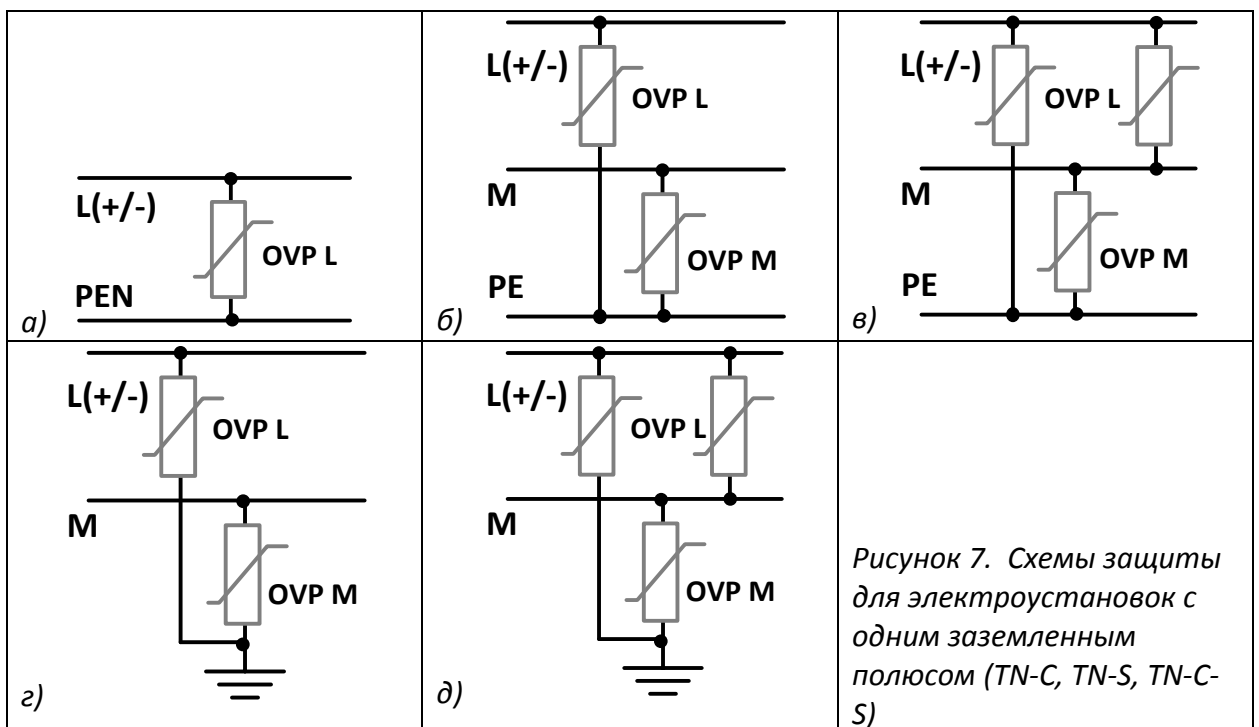 L(+/-)
OVP L
PEN
а)
L(+/-)
OVP L
M
OVP M
PE
б)
L(+/-)
OVP L
M
OVP M
PE
в)
L(+/-)
OVP L
M
OVP M
г)
L(+/-)
OVP L
M
OVP M
д)
Рисунок 7. Схемы защиты
для электроустановок с
одним заземленным
полюсом (TN-C, TN-S, TN-C-
S)